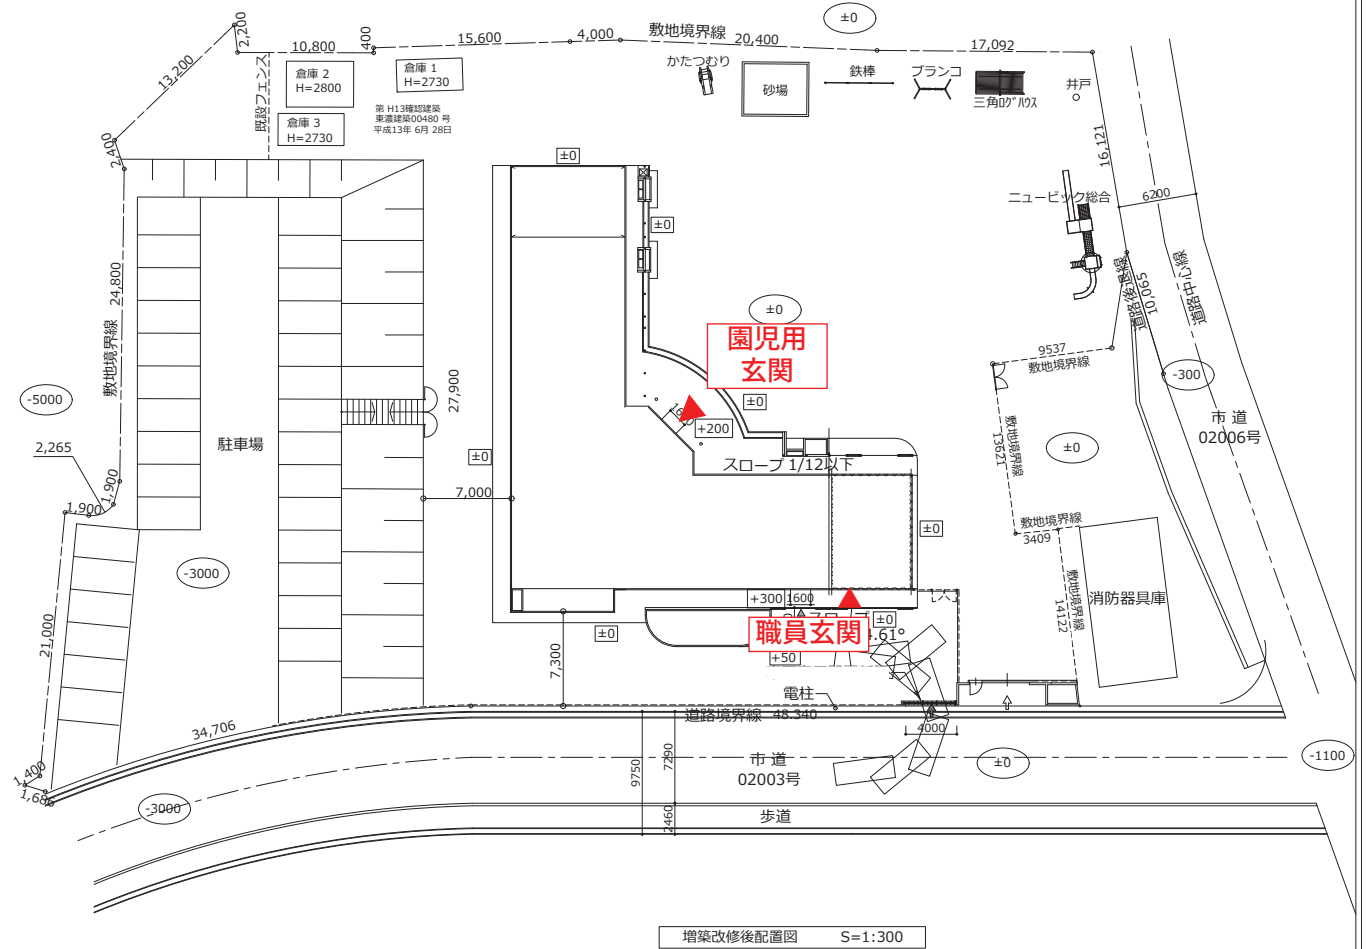 ±0
2,200
10,800
400
15,600
4,000
敷地境界線
20,400
17,092
13,200
既設フェンス
倉庫 2
H=2800
倉庫 1
H=2730
倉庫 3
H=2730
第 H13確認建築
東濃建築00480 号
平成13年 6月 28日
かたつむり
砂場
鉄棒
ブランコ
三角ログハウス
井戸
2,400
±0
16,121
ニュービック総合
6200
±0
24,800
敷地境界線
道路後退線
10,065
道路中心線
±0
園児用
玄関
9537
敷地境界線
-300
-5000
27,900
±0
+200
市 道
02006号
駐車場
±0
敷地境界線
13621
±0
2,265
スロープ 1/12以下
1,900
1,900
7,000
敷地境界線
3409
±0
-3000
敷地境界線
14122
消防器具庫
+300
1600
21,000
±0
7,300
職員玄関
±0
4.61°
+50
電柱
34,706
道路境界線 48.340
4000
1,400
1,686
9750
7290
市 道
02003号
±0
-1100
-3000
2460
歩道
増築改修後配置図 S=1:300